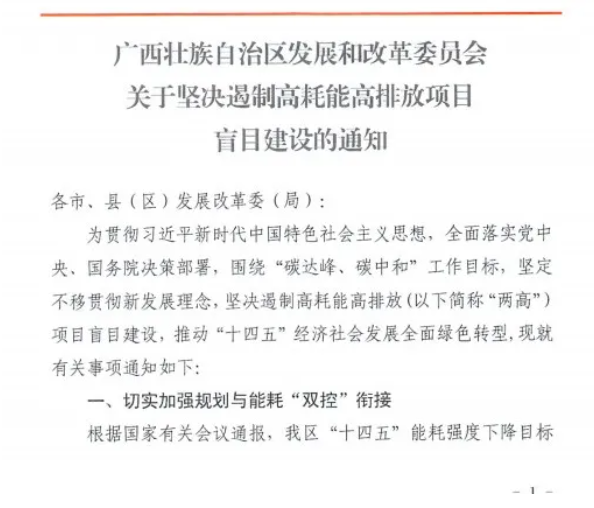 广西壮族自治区发展和改革委员会
关于坚决遏制高耗能高排放项目
盲目建设的通知
各市、县（区）发展改革委（局）：
为贯彻习近平新时代中国特色社会主义思想，全面落实党中
央、国务院决策部署，围绕“碳达峰、碳中和”工作目标，坚定
不移贯彻新发展理念，坚决遏制高耗能高排放（以下简称“两高”）
项目盲目建设，推动“十四五”经济社会发展全面绿色转型，现就
有关事项通知如下：
一、切实加强规划与能耗“双控”衔接
根据国家有关会议通报，我区“十四五”能耗强度下降目标
- 1 -